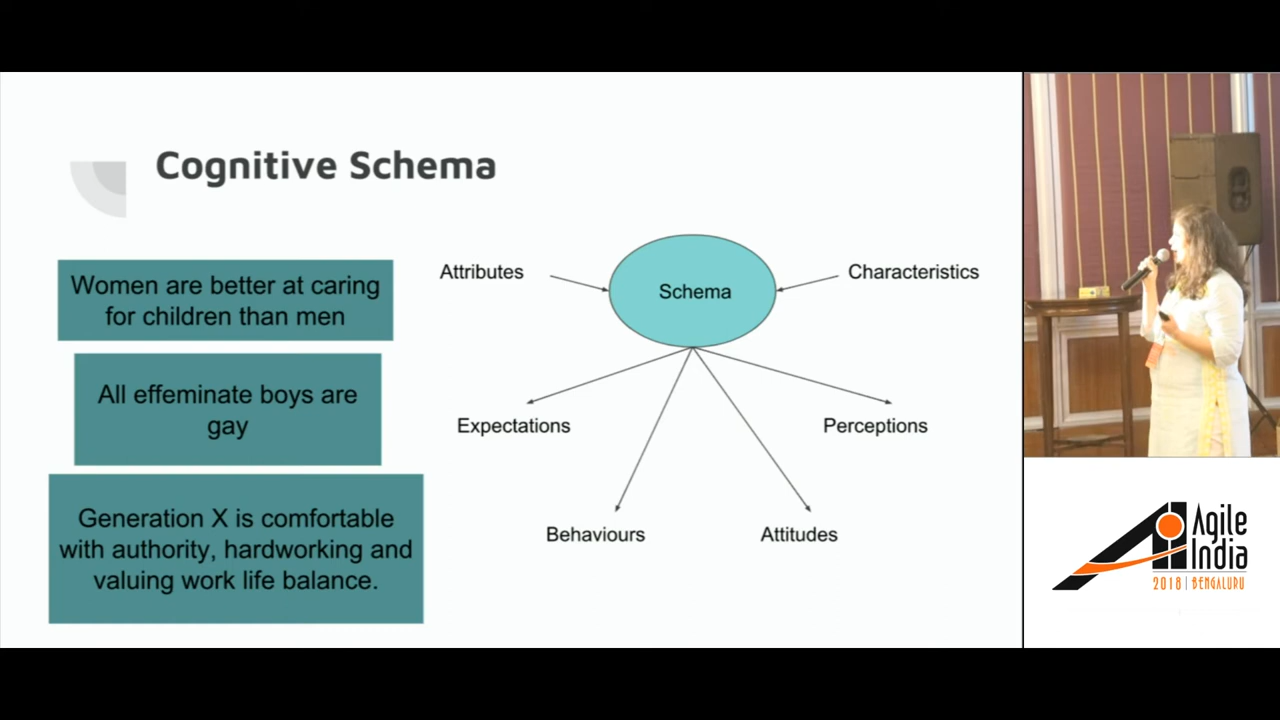 Cognitive Schema
Women are better at caring
for children than men
All effeminate boys are
gay
Generation X is comfortable
with authority, hardworking and
valuing work life balance.
Attributes
Schema
Characteristics
Expectations
Perceptions
Behaviours
Attitudes
Agile
India
2018 | BENGALURU